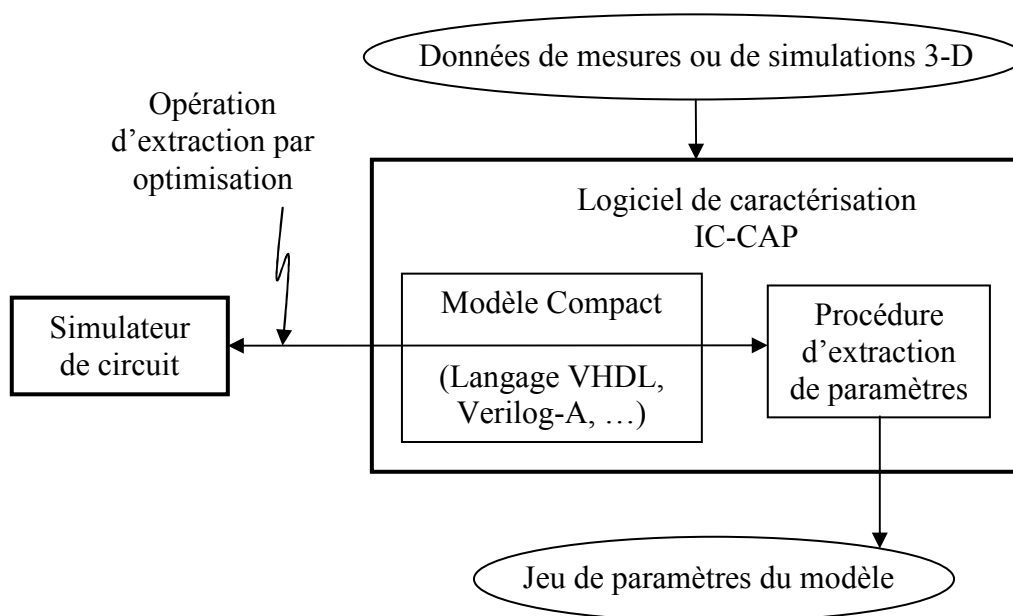 Données de mesures ou de simulations 3-D
Opération
d’extraction par
optimisation
Logiciel de caractérisation
IC-CAP
Simulateur
de circuit
Modèle Compact
(Langage VHDL,
Verilog-A, …)
Procédure
d’extraction
de paramètres
Jeu de paramètres du modèle